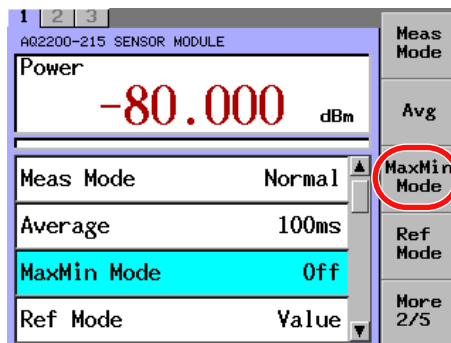 1 2 3
AQ2200-215 SENSOR MODULE
Power
-80.000 dBm
Meas Mode Normal
Average 100ms
MaxMin Mode Off
Ref Mode Value
Meas
Mode
Avg
MaxMin
Mode
Ref
Mode
More
2/5